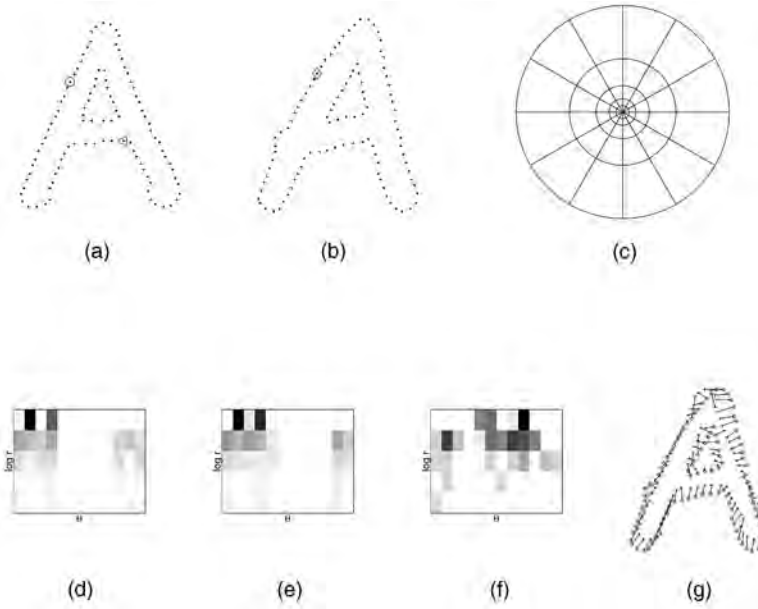 (a) (b) (c)
log r log r log r
θ θ θ
(d) (e) (f) (g)